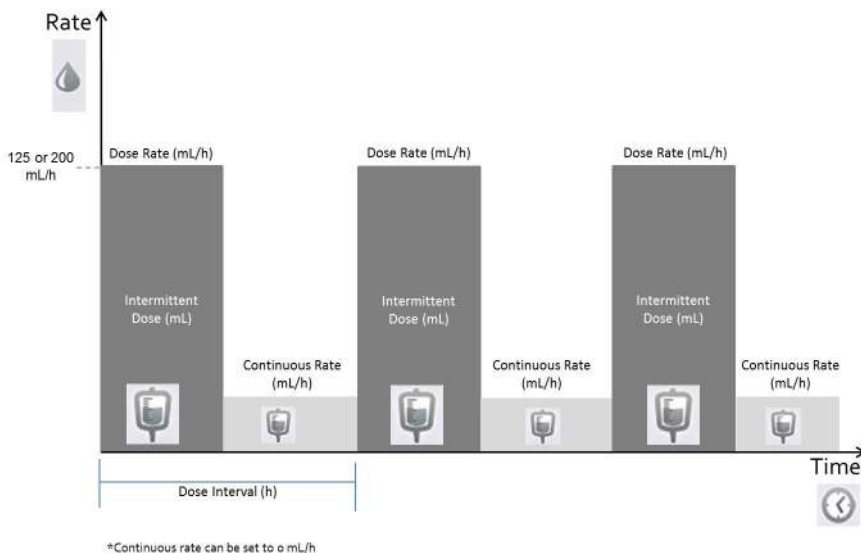 Rate
125 or 200
mL/h
Dose Rate (mL/h)
Dose Rate (mL/h)
Dose Rate (mL/h)
Intermittent
Dose (mL)
Intermittent
Dose (mL)
Intermittent
Dose (mL)
Continuous Rate
(mL/h)
Continuous Rate
(mL/h)
Continuous Rate
(mL/h)
Time
Dose Interval (h)
*Continuous rate can be set to 0 mL/h